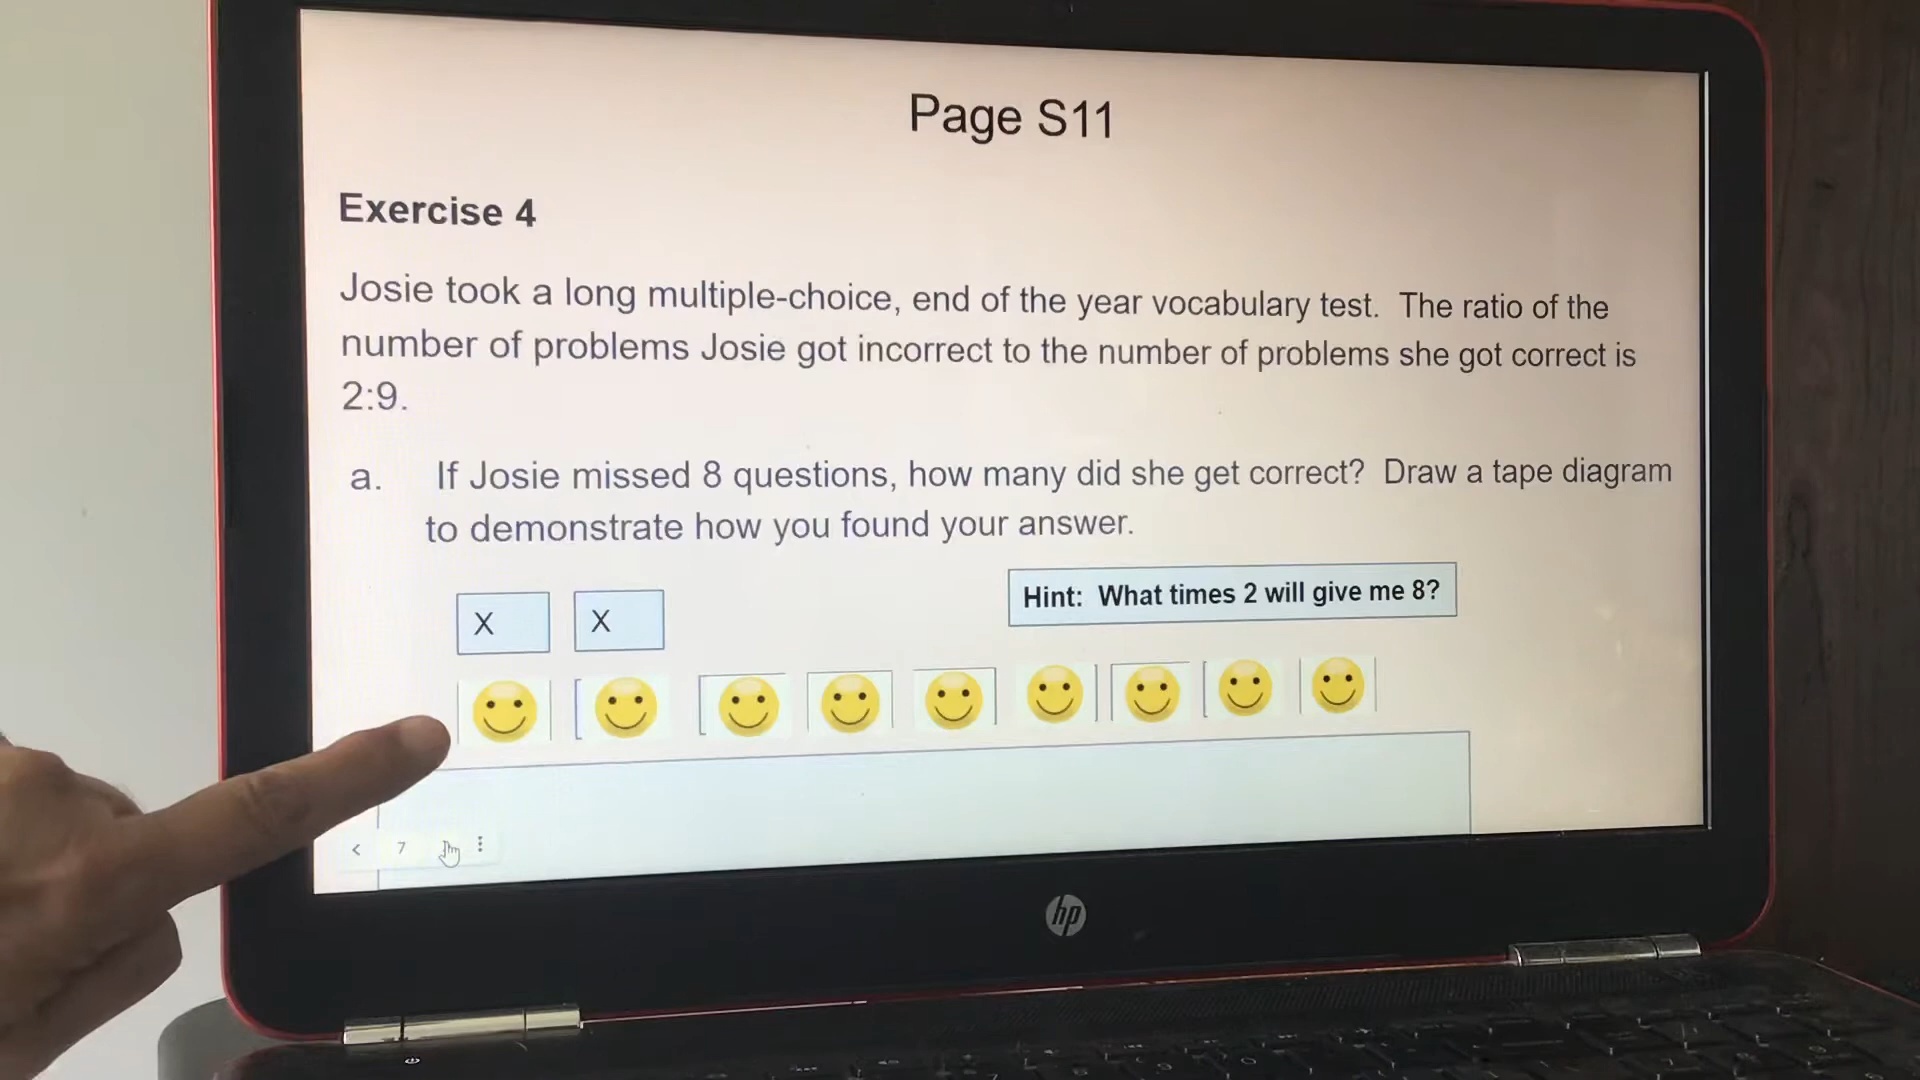 Page S11
Exercise 4
Josie took a long multiple-choice, end of the year vocabulary test. The ratio of the
number of problems Josie got incorrect to the number of problems she got correct is
2:9.
a. If Josie missed 8 questions, how many did she get correct? Draw a tape diagram
to demonstrate how you found your answer.
X X
Hint: What times 2 will give me 8?
< 7
hp